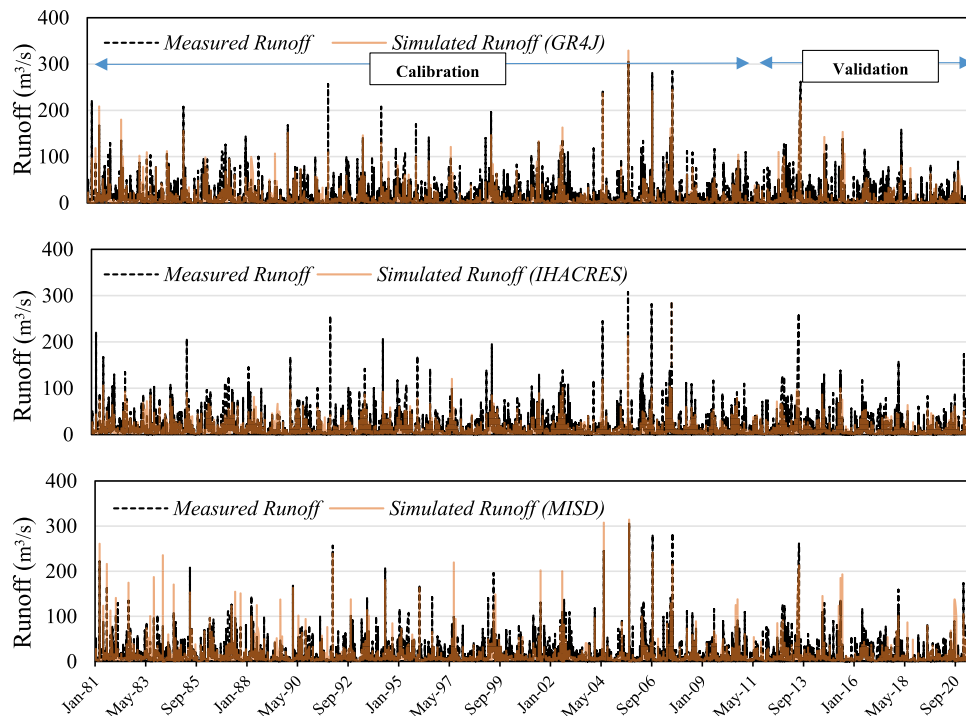 400
300
200
100
0
Runoff (m³/s)
Measured Runoff
Simulated Runoff (GR4J)
Calibration
Validation
400
300
200
100
0
Runoff (m³/s)
Measured Runoff
Simulated Runoff (IHACRES)
400
300
200
100
0
Runoff (m³/s)
Measured Runoff
Simulated Runoff (MISD)
Jan-81
May-83
Sep-85
Jan-88
May-90
Sep-92
Jan-95
May-97
Sep-99
Jan-02
May-04
Sep-06
Jan-09
May-11
Sep-13
Jan-16
May-18
Sep-20